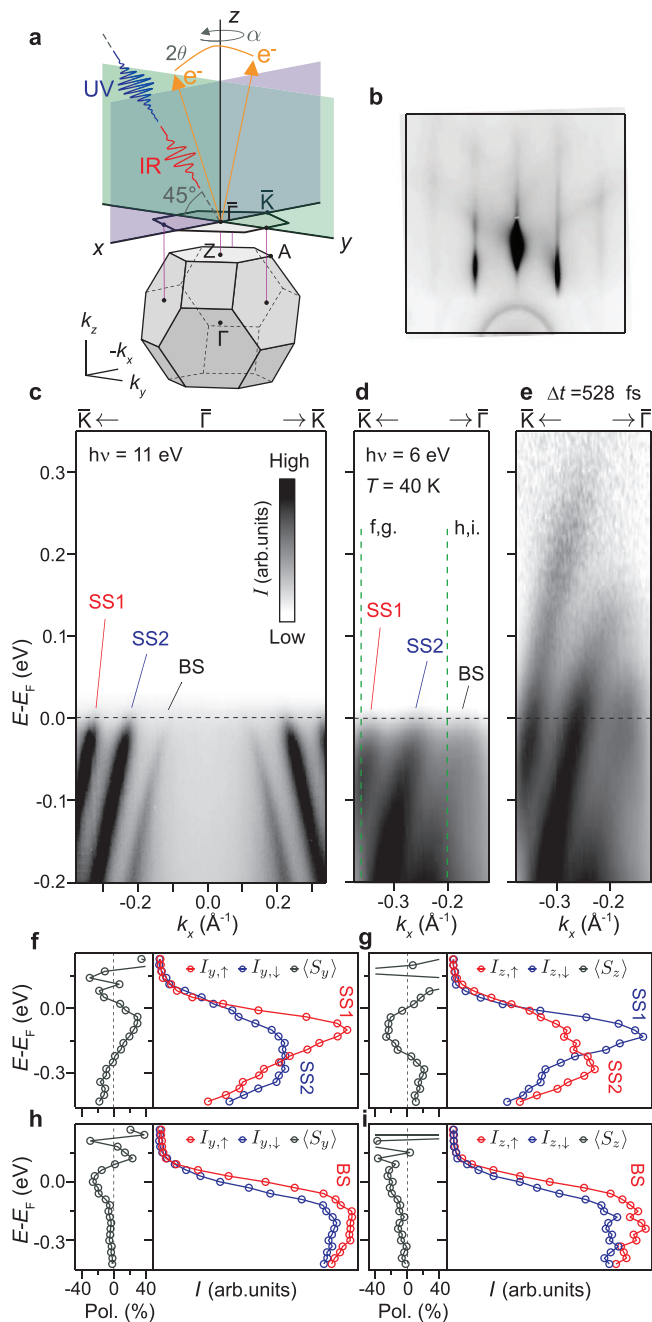 a
z
α
2θ
e-
e-
UV
IR
45°
Γ̅
K̅
x
y
Z
A
Γ
kz
-kx
ky
b
c
K̅ ← Γ̅ → K̅
hν = 11 eV
High
I (arb.units)
Low
SS1
SS2
BS
E-EF (eV)
0.3
0.2
0.1
0.0
-0.1
-0.2
-0.2 0.0 0.2
kx (Å-1)
d
K̅ ← → Γ̅
hν = 6 eV
T = 40 K
f,g. h,i.
SS1
SS2
BS
-0.3 -0.2
kx (Å-1)
e Δt =528 fs
K̅ ← → Γ̅
-0.3 -0.2
kx (Å-1)
f
Iy,↑ Iy,↓ ⟨Sy⟩
SS1
SS2
E-EF (eV)
0.0
-0.3
g
Iz,↑ Iz,↓ ⟨Sz⟩
SS1
SS2
h
Iy,↑ Iy,↓ ⟨Sy⟩
BS
E-EF (eV)
0.0
-0.3
-40 0 40
Pol. (%)
I (arb.units)
i
Iz,↑ Iz,↓ ⟨Sz⟩
BS
-40 0 40
Pol. (%)
I (arb.units)